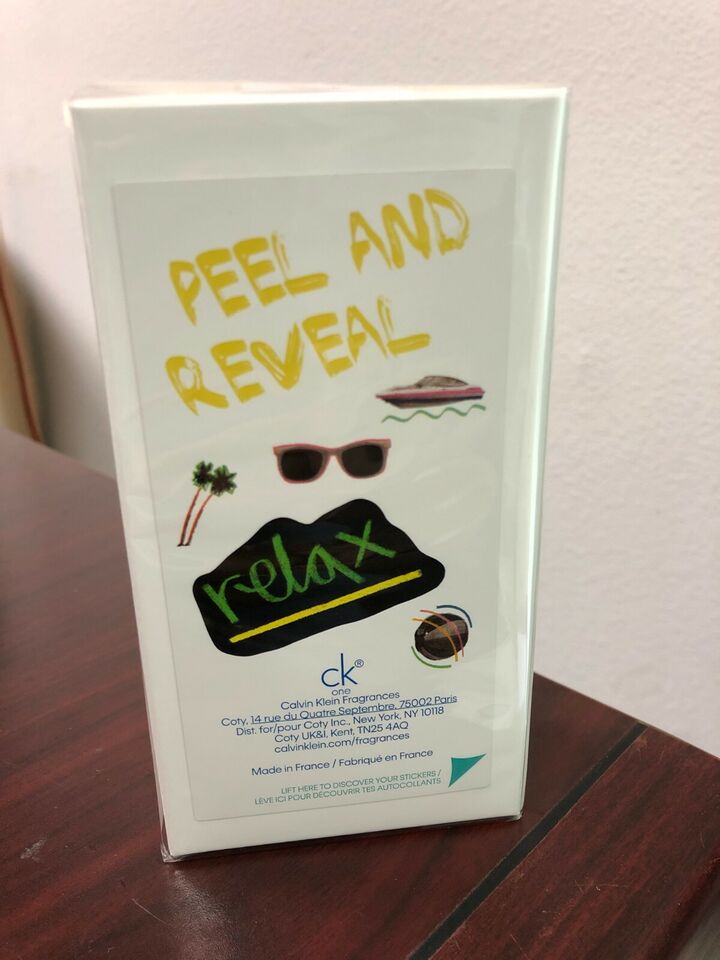 PEEL AND
REVEAL
relax
ck®
one
Calvin Klein Fragrances
Coty, 14 rue du Quatre Septembre, 75002 Paris
Dist. for/pour Coty Inc., New York, NY 10118
Coty UK&I, Kent, TN25 4AQ
calvinklein.com/fragrances
Made in France / Fabriqué en France
LIFT HERE TO DISCOVER YOUR STICKERS /
LÈVE ICI POUR DÉCOUVRIR TES AUTOCOLLANTS